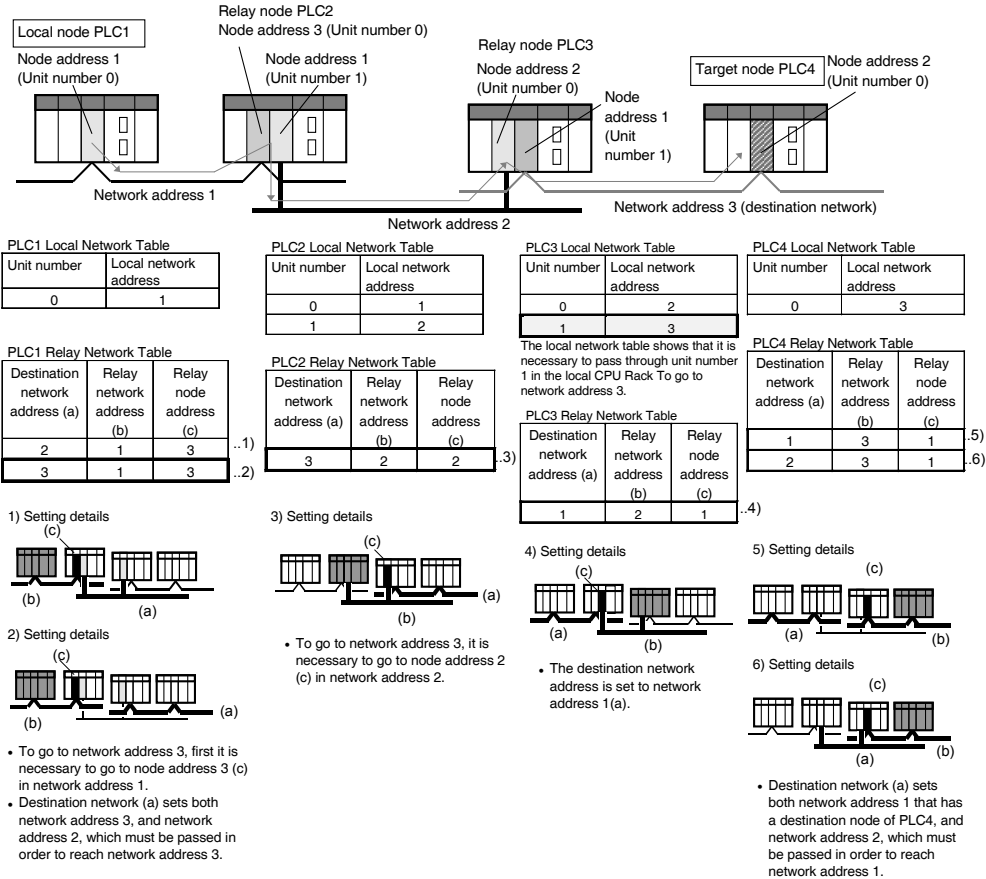 Local node PLC1
Node address 1
(Unit number 0)
Relay node PLC2
Node address 3 (Unit number 0)
Node address 1
(Unit number 1)
Relay node PLC3
Node address 2
(Unit number 0)
Node
address 1
(Unit
number 1)
Target node PLC4
Node address 2
(Unit number 0)
Network address 1
Network address 2
Network address 3 (destination network)
PLC1 Local Network Table
Unit number
Local network
address
0 1
PLC1 Relay Network Table
Destination
network
address (a)
Relay
network
address
(b)
Relay
node
address
(c)
2 1 3 ..1)
3 1 3 ..2)
1) Setting details
(c)
(b)
(a)
2) Setting details
(c)
(a)
(b)
• To go to network address 3, first it is
necessary to go to node address 3 (c)
in network address 1.
• Destination network (a) sets both
network address 3, and network
address 2, which must be passed in
order to reach network address 3.
PLC2 Local Network Table
Unit number
Local network
address
0 1
1 2
PLC2 Relay Network Table
Destination
network
address (a)
Relay
network
address
(b)
Relay
node
address
(c)
3 2 2 ..3)
3) Setting details
(c)
(a)
(b)
• To go to network address 3, it is
necessary to go to node address 2
(c) in network address 2.
PLC3 Local Network Table
Unit number
Local network
address
0 2
1 3
The local network table shows that it is
necessary to pass through unit number
1 in the local CPU Rack To go to
network address 3.
PLC3 Relay Network Table
Destination
network
address (a)
Relay
network
address
(b)
Relay
node
address
(c)
1 2 1 ..4)
4) Setting details
(c)
(a)
(b)
• The destination network
address is set to network
address 1(a).
PLC4 Local Network Table
Unit number
Local network
address
0 3
PLC4 Relay Network Table
Destination
network
address (a)
Relay
network
address
(b)
Relay
node
address
(c)
1 3 1 ..5)
2 3 1 ..6)
5) Setting details
(c)
(a)
(b)
6) Setting details
(c)
(b)
(a)
• Destination network (a) sets
both network address 1 that has
a destination node of PLC4, and
network address 2, which must
be passed in order to reach
network address 1.